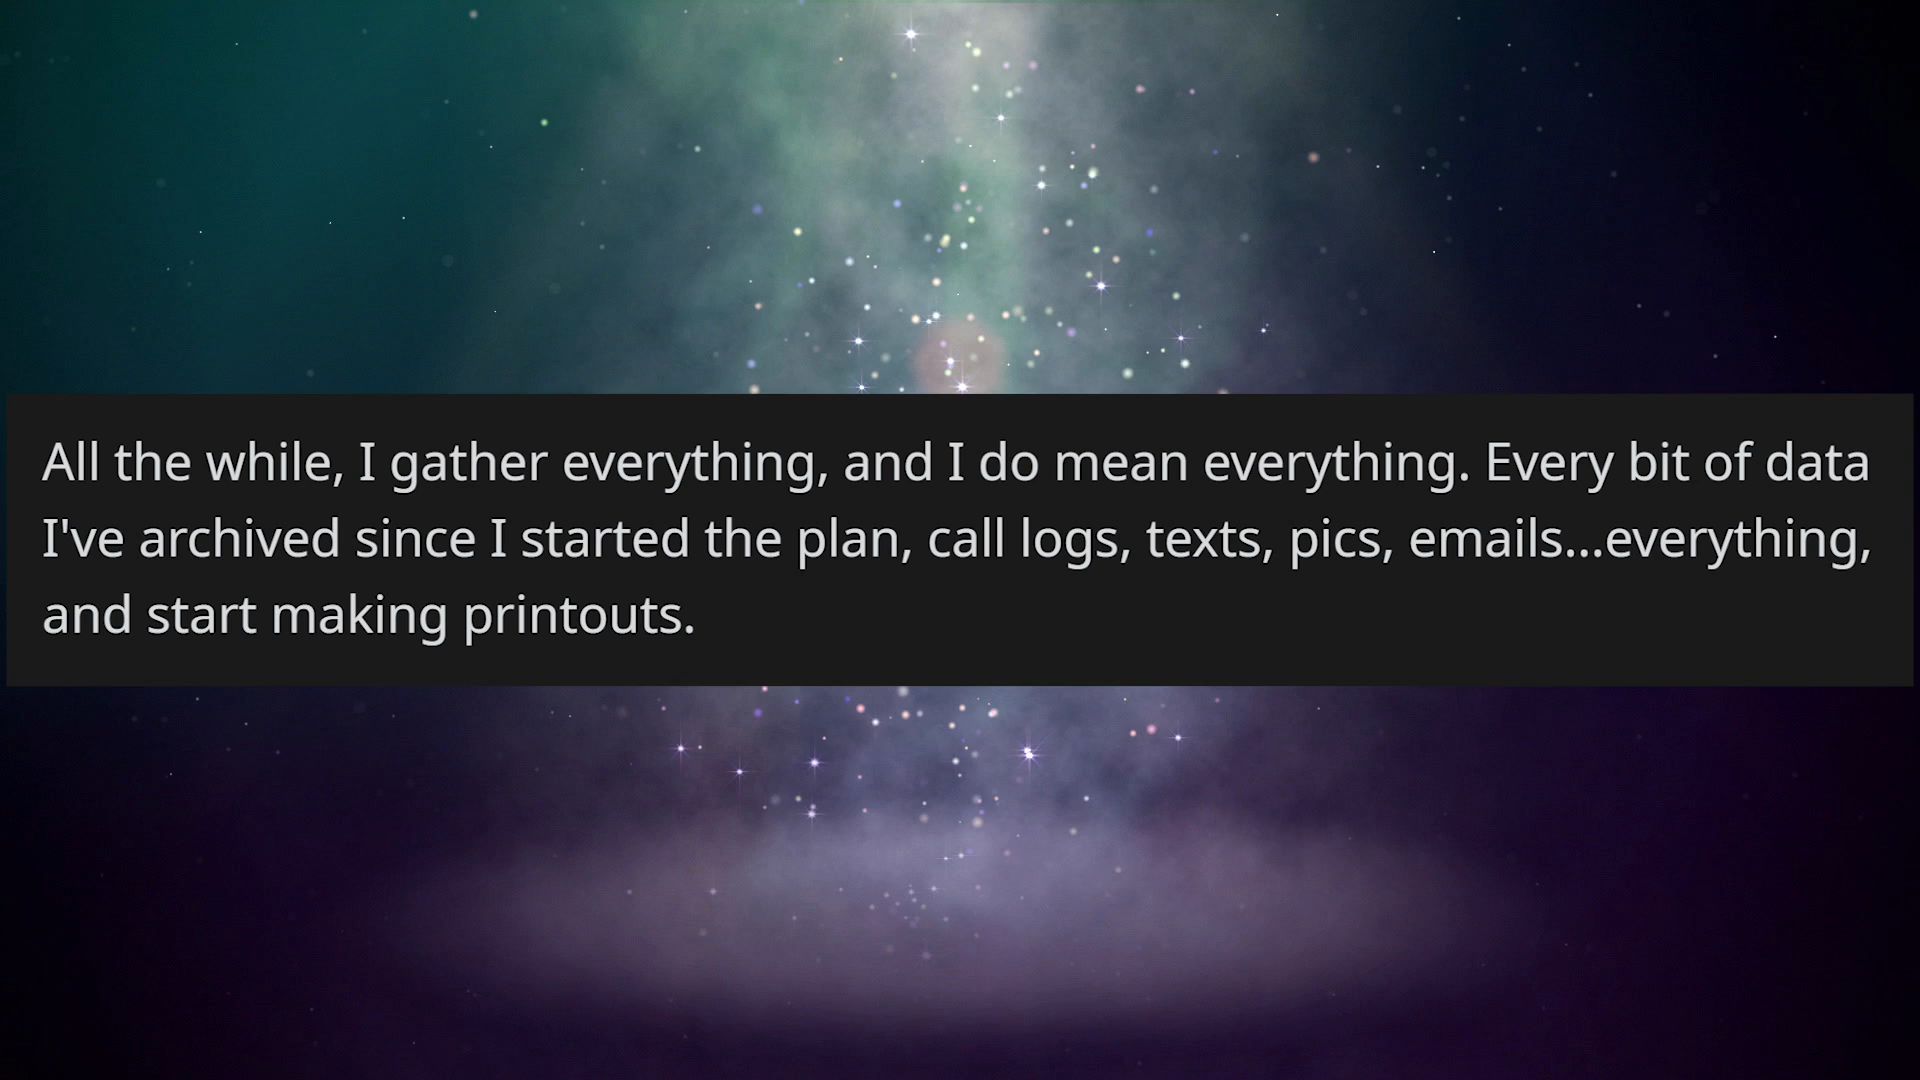 All the while, I gather everything, and I do mean everything. Every bit of data
I've archived since I started the plan, call logs, texts, pics, emails...everything,
and start making printouts.